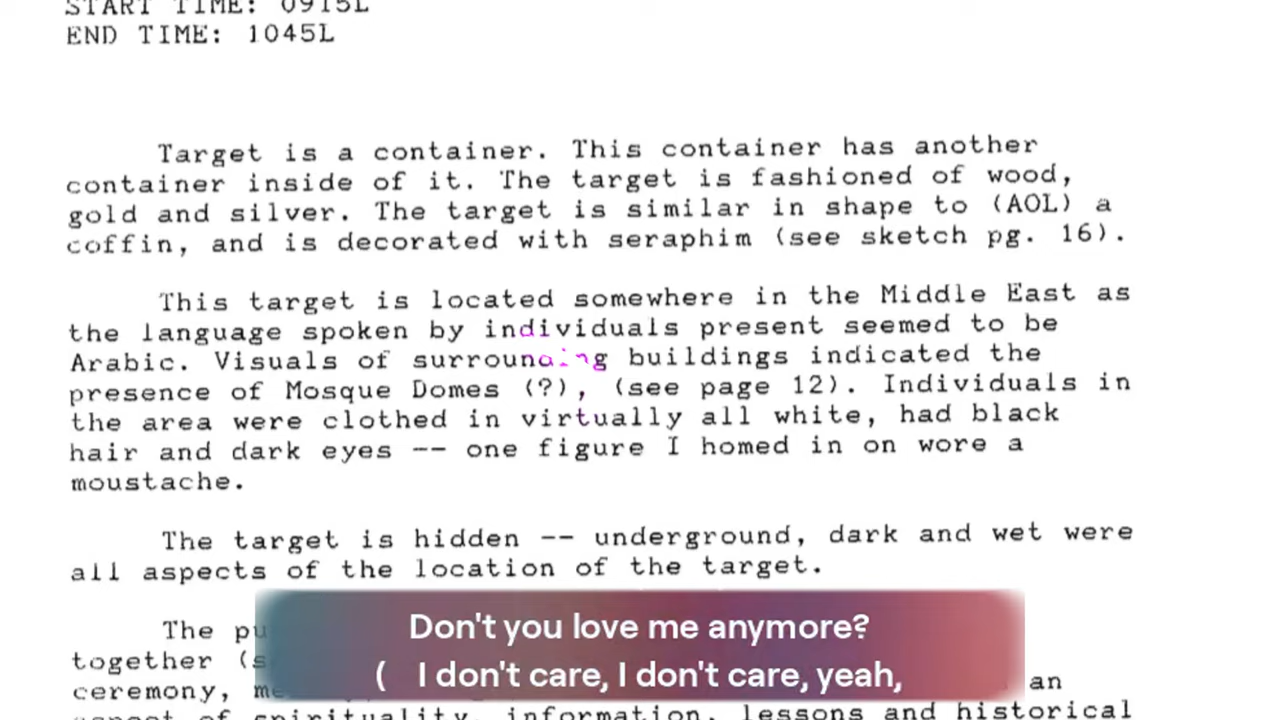 START TIME: 0915L
END TIME: 1045L
Target is a container. This container has another
container inside of it. The target is fashioned of wood,
gold and silver. The target is similar in shape to (AOL) a
coffin, and is decorated with seraphim (see sketch pg. 16).
This target is located somewhere in the Middle East as
the language spoken by individuals present seemed to be
Arabic. Visuals of surrounding buildings indicated the
presence of Mosque Domes (?), (see page 12). Individuals in
the area were clothed in virtually all white, had black
hair and dark eyes -- one figure I homed in on wore a
moustache.
The target is hidden -- underground, dark and wet were
all aspects of the location of the target.
The
together
ceremony, an
aspect of spirituality, information, lessons and historical
Don't you love me anymore?
( I don't care, I don't care, yeah,